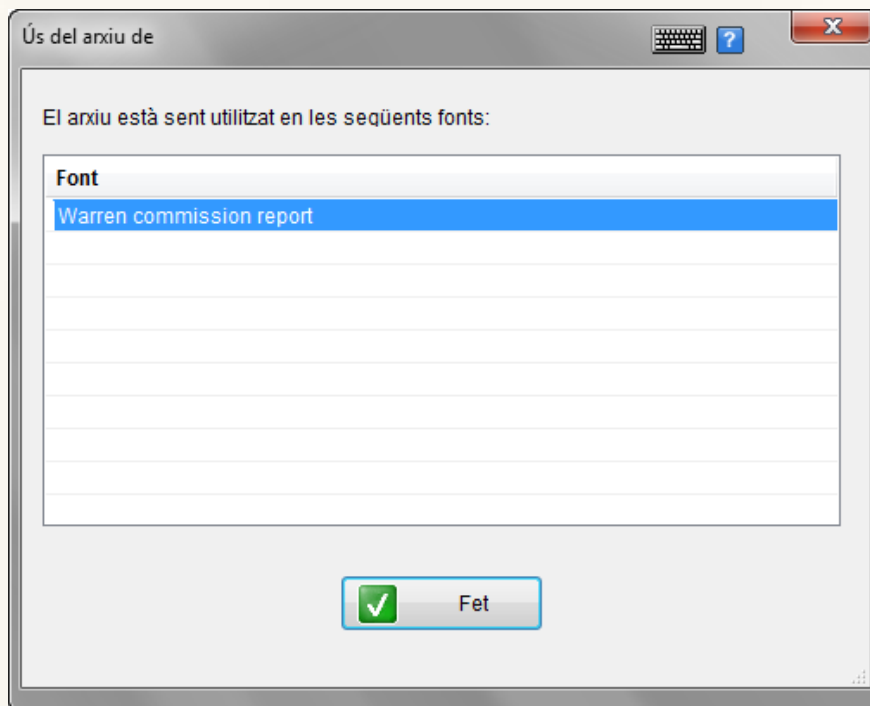 Ús del arxiu de
?
El arxiu està sent utilitzat en les següents fonts:
Font
Warren commission report
Fet